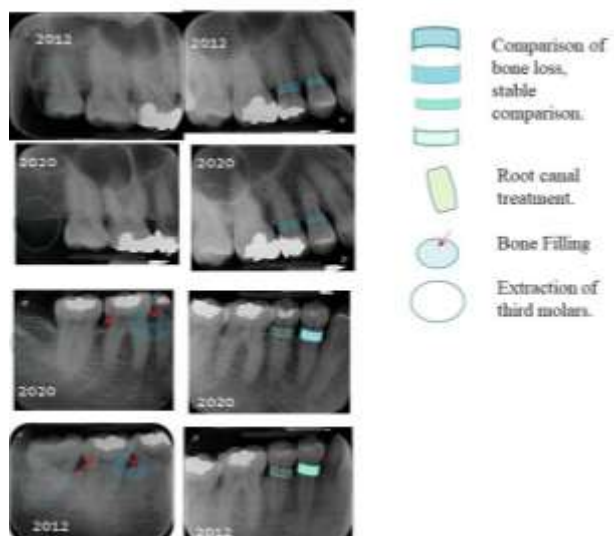 2012
2012
2020
2020
2020
2020
2012
2012
Comparison of
bone loss,
stable
comparison.
Root canal
treatment.
Bone Filling
Extraction of
third molars.